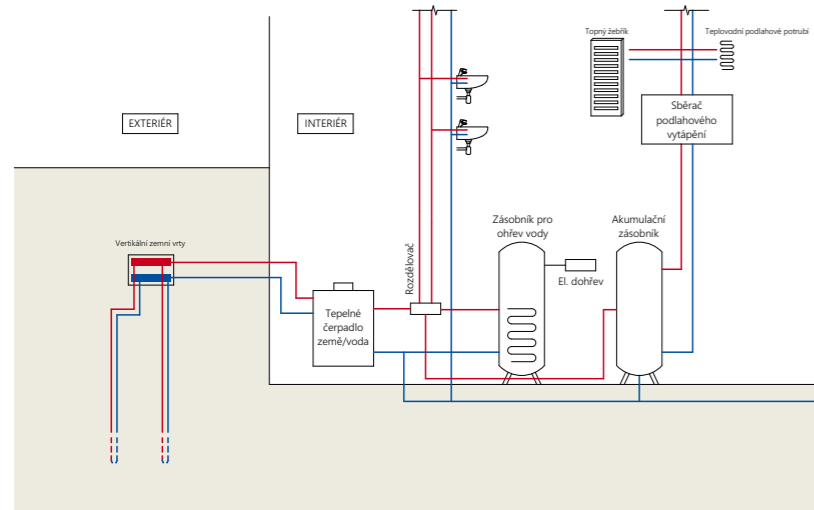 Topný žebřík
Teplovodní podlahové potrubí
Sběrač
podlahového
vytápění
EXTERIÉR
INTERIÉR
Vertikální zemní vrty
Rozdělovač
Zásobník pro
ohřev vody
Akumulační
zásobník
El. dohřev
Tepelné
čerpadlo
země/voda